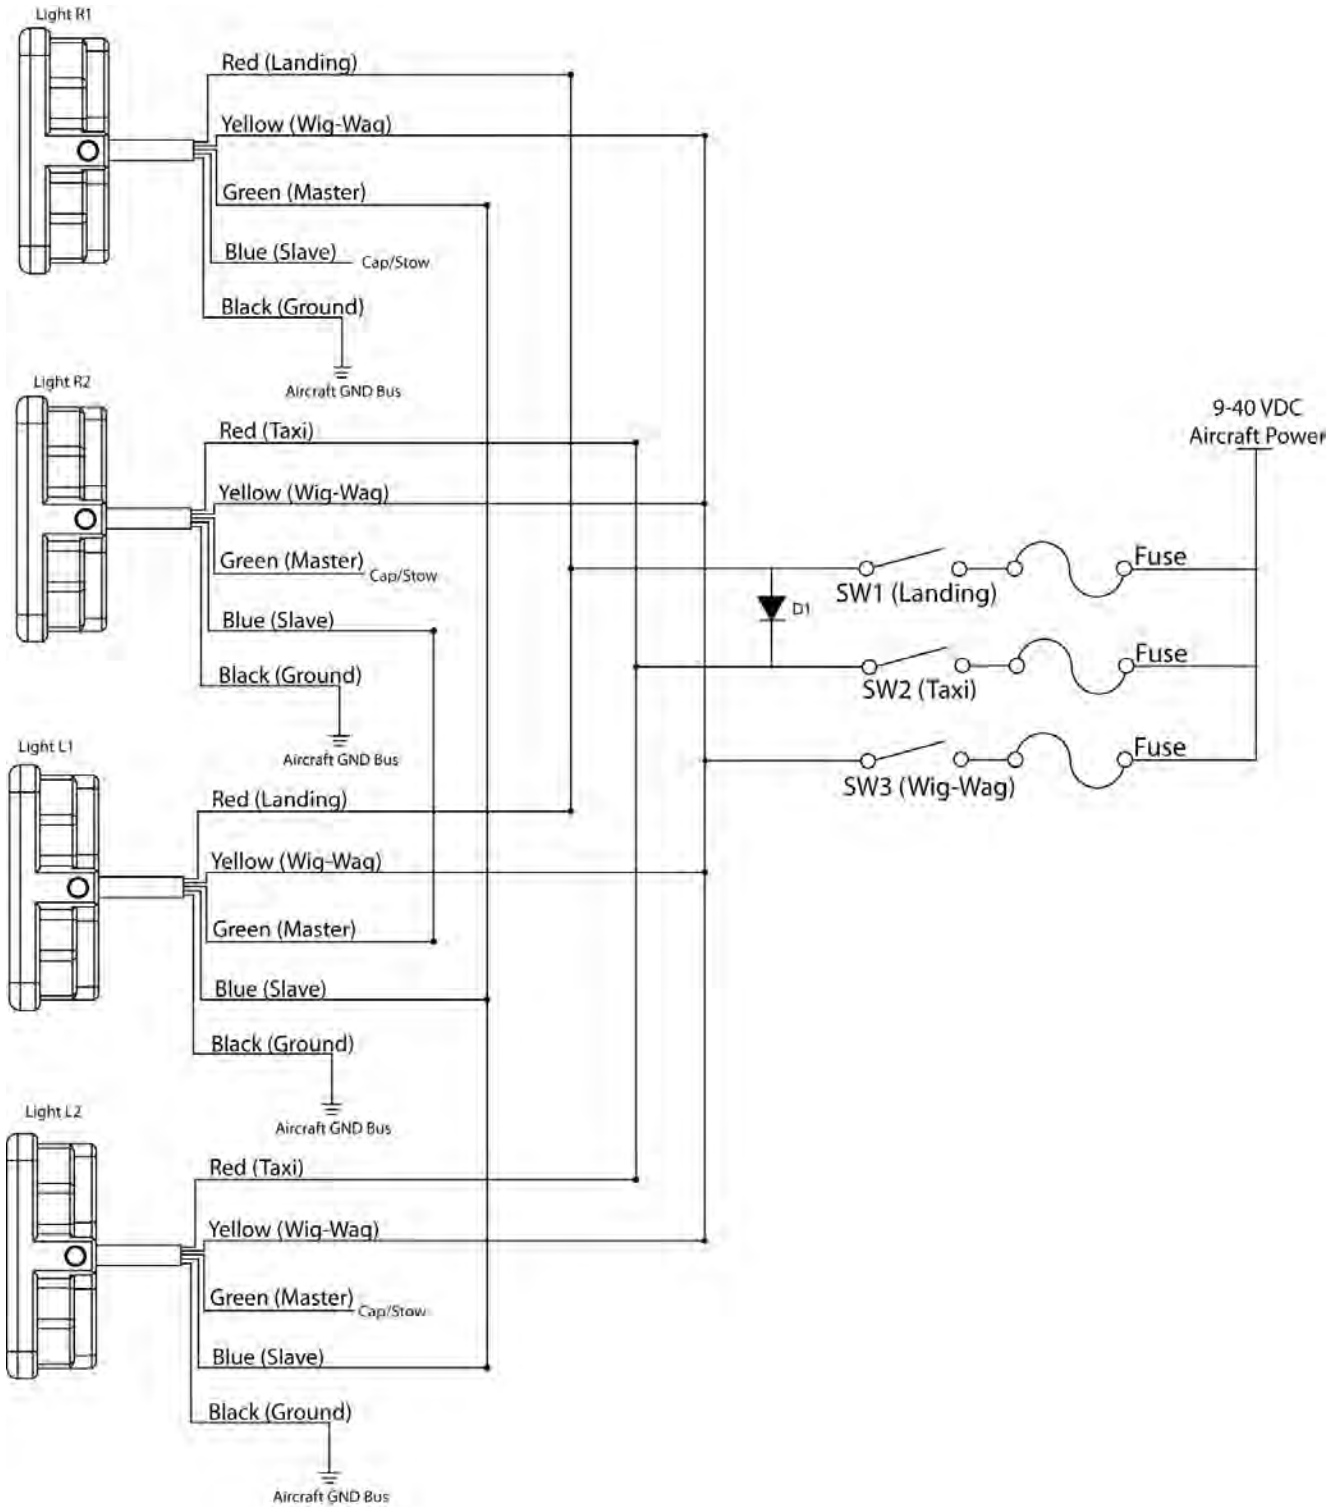 Light R1
Red (Landing)
Yellow (Wig-Wag)
Green (Master)
Blue (Slave)
Cap/Stow
Black (Ground)
Aircraft GND Bus
Light R2
Red (Taxi)
Yellow (Wig-Wag)
Green (Master)
Cap/Stow
Blue (Slave)
Black (Ground)
Aircraft GND Bus
9-40 VDC
Aircraft Power
Fuse
SW1 (Landing)
D1
Fuse
SW2 (Taxi)
Fuse
SW3 (Wig-Wag)
Light L1
Red (Landing)
Yellow (Wig-Wag)
Green (Master)
Blue (Slave)
Black (Ground)
Aircraft GND Bus
Light L2
Red (Taxi)
Yellow (Wig-Wag)
Green (Master)
Cap/Stow
Blue (Slave)
Black (Ground)
Aircraft GND Bus